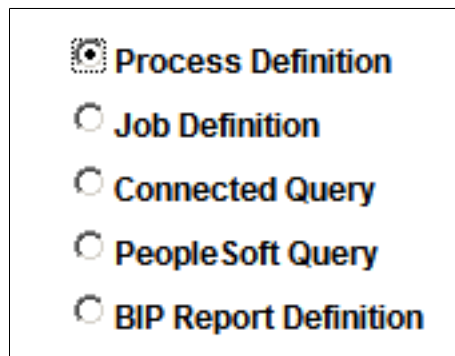 Process Definition
Job Definition
Connected Query
PeopleSoft Query
BIP Report Definition